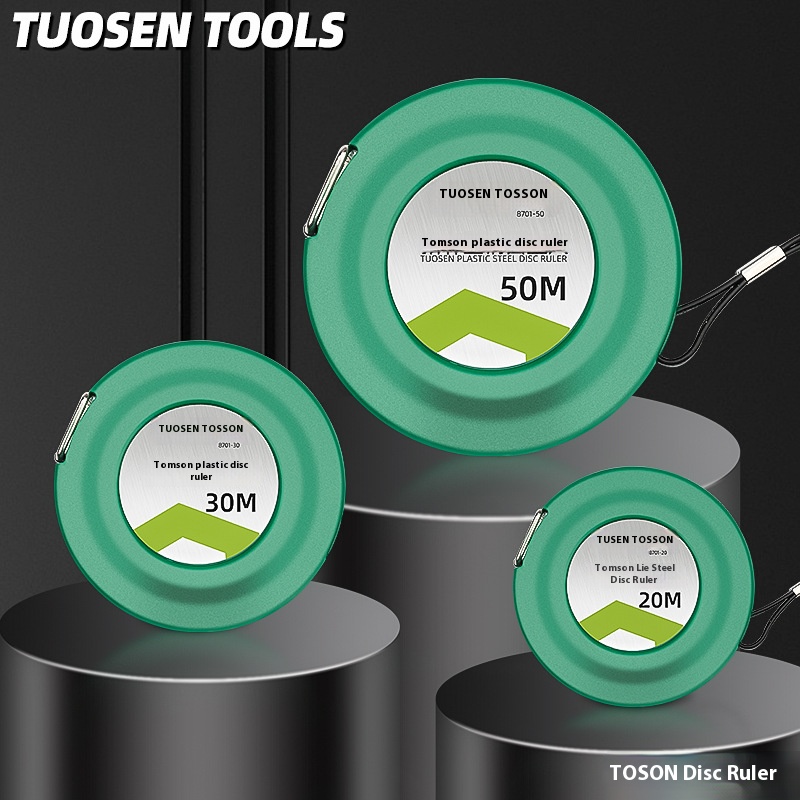 TUOSEN TOOLS
TUOSEN TOSSON
8701-50
Tomson plastic disc ruler
TUOSEN PLASTIC STEEL DISC RULER
50M
TUOSEN TOSSON
8701-30
Tomson plastic disc
ruler
30M
TUSEN TOSSON
8701-20
Tomson Lie Steel
Disc Ruler
20M
TOSON Disc Ruler